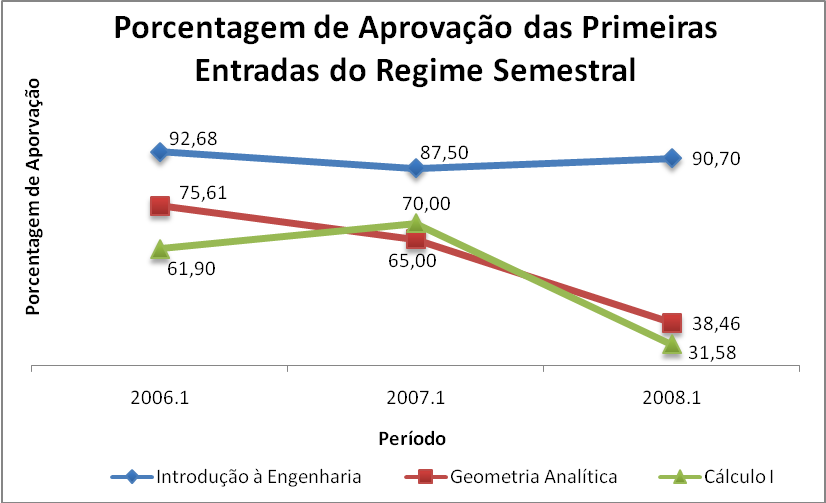 Porcentagem de Aprovação das Primeiras
Entradas do Regime Semestral
Porcentagem de Aporvação
92,68
87,50
90,70
75,61
70,00
61,90
65,00
38,46
31,58
2006.1
2007.1
2008.1
Período
Introdução à Engenharia
Geometria Analítica
Cálculo I